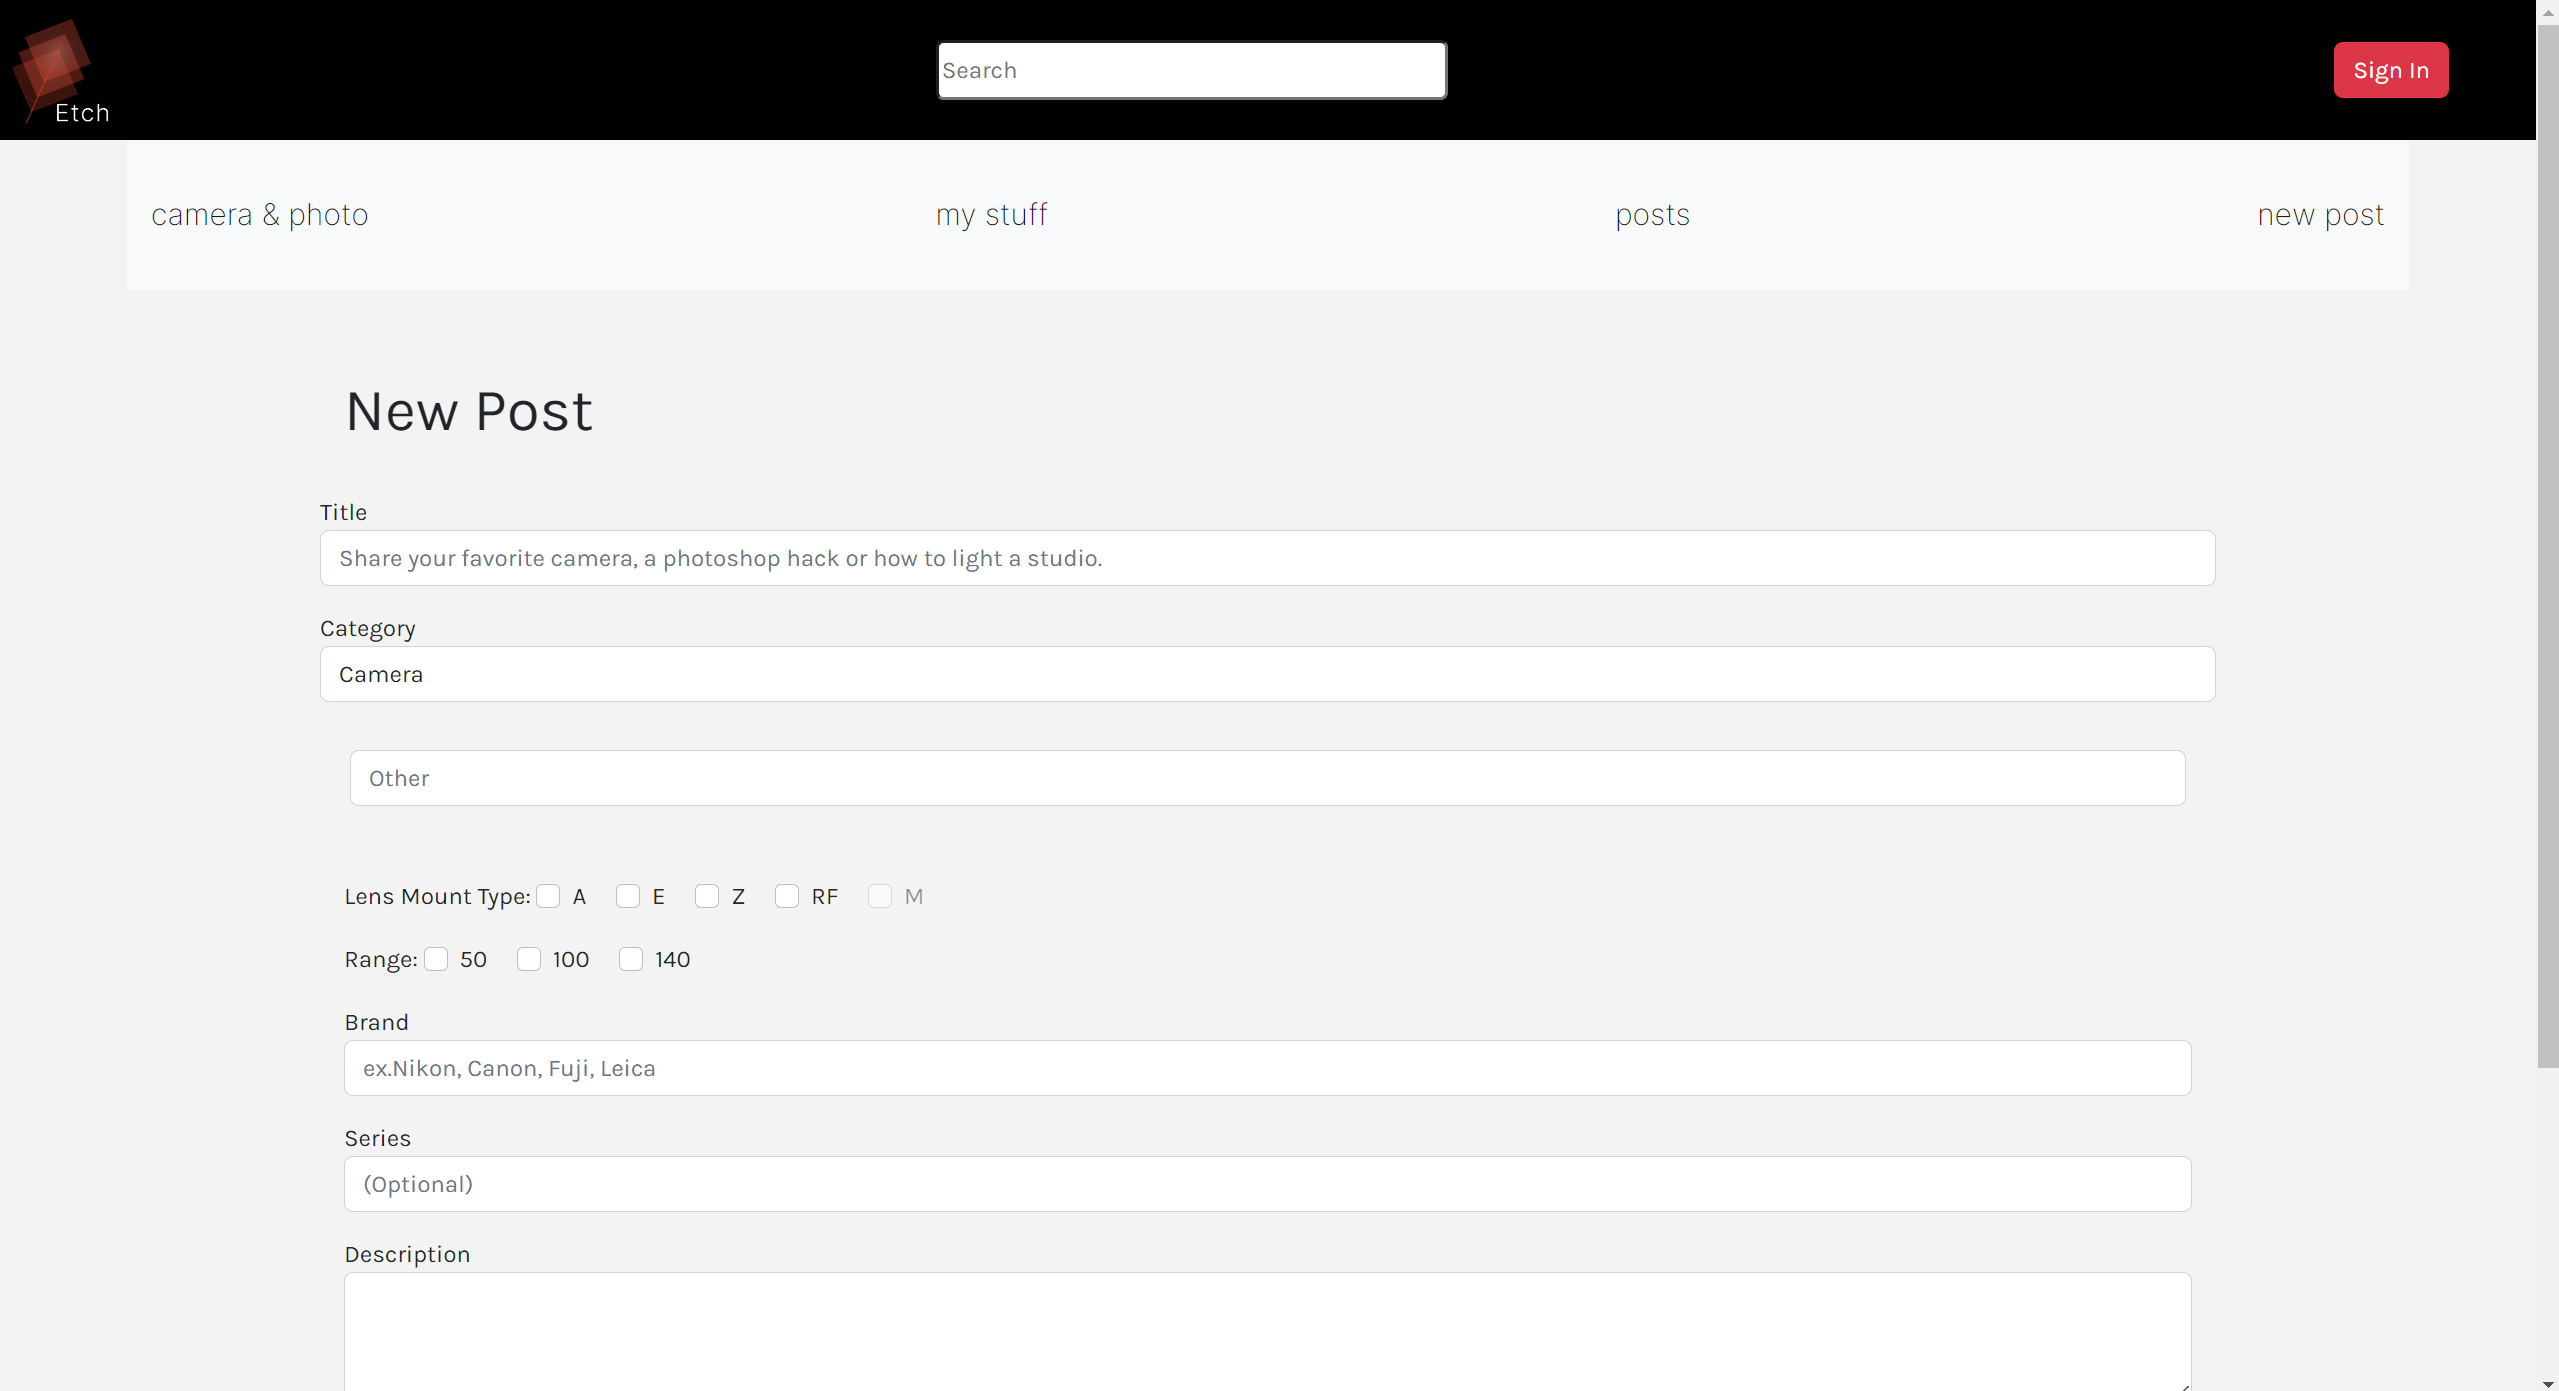 Etch
Search
Sign In
camera & photo
my stuff
posts
new post
New Post
Title
Share your favorite camera, a photoshop hack or how to light a studio.
Category
Camera
Other
Lens Mount Type: A E Z RF M
Range: 50 100 140
Brand
ex.Nikon, Canon, Fuji, Leica
Series
(Optional)
Description